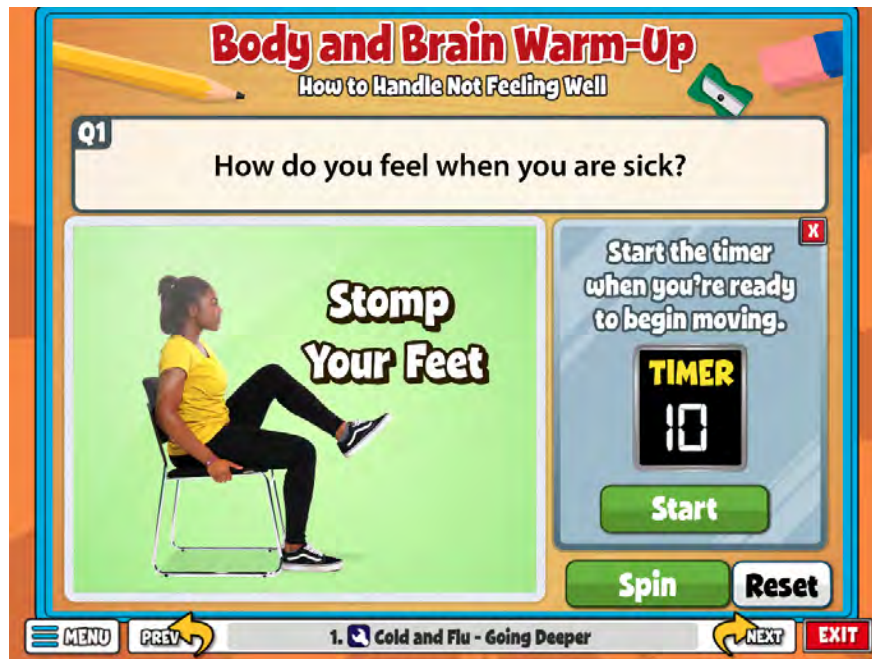 Body and Brain Warm-Up
How to Handle Not Feeling Well
Q1
How do you feel when you are sick?
Stomp
Your Feet
X
Start the timer
when you're ready
to begin moving.
TIMER
10
Start
Spin
Reset
MENU
PREV
1. Cold and Flu - Going Deeper
NEXT
EXIT